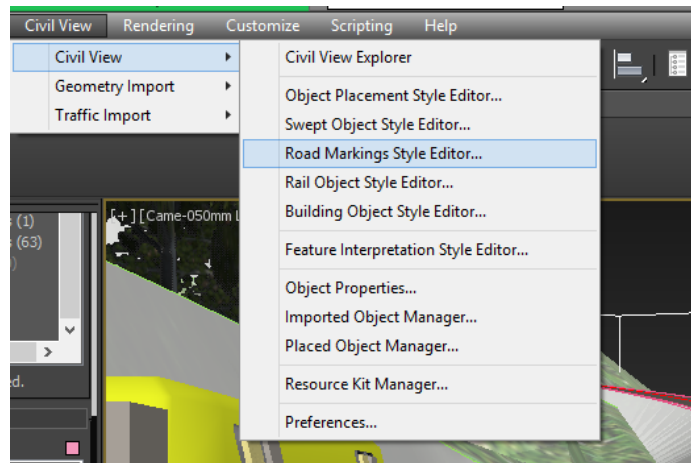 Civil View Rendering Customize Scripting Help
Civil View
Geometry Import
Traffic Import
Civil View Explorer
Object Placement Style Editor...
Swept Object Style Editor...
Road Markings Style Editor...
Rail Object Style Editor...
Building Object Style Editor...
Feature Interpretation Style Editor...
Object Properties...
Imported Object Manager...
Placed Object Manager...
Resource Kit Manager...
Preferences...
[+] [Came-050mm L
(1)
(63)
ed.